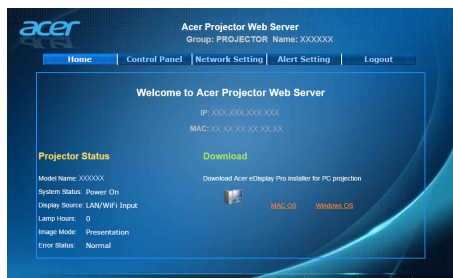 acer
Acer Projector Web Server
Group: PROJECTOR Name: XXXXXX
Home Control Panel Network Setting Alert Setting Logout
Welcome to Acer Projector Web Server
IP: XXX.XXX.XXX.XXX
MAC: XX:XX:XX:XX:XX:XX
Projector Status
Model Name: XXXXXX
System Status: Power On
Display Source: LAN/WiFi Input
Lamp Hours: 0
Image Mode: Presentation
Error Status: Normal
Download
Download Acer eDisplay Pro installer for PC projection
MAC OS Windows OS